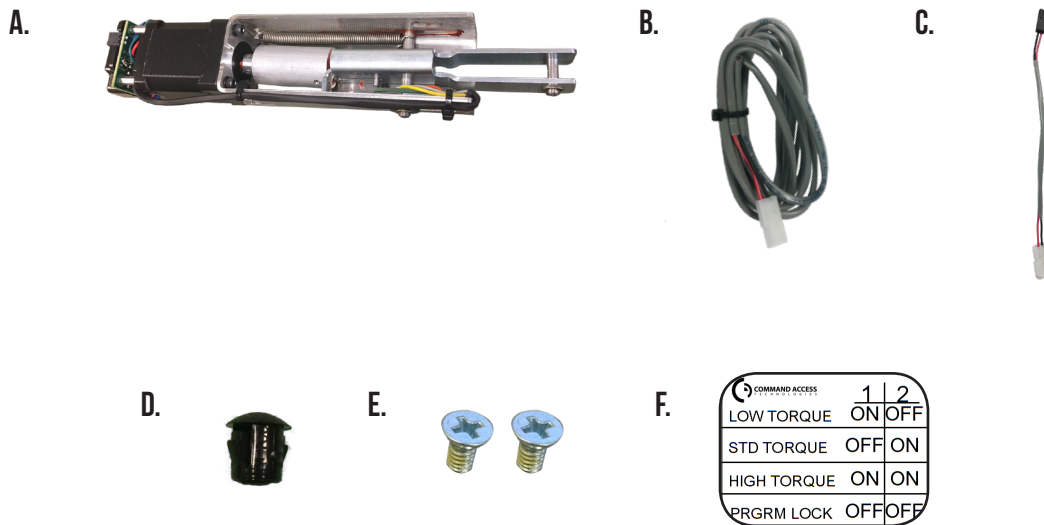 A.
B.
C.
D.
E.
F.
COMMAND ACCESS
TECHNOLOGIES
1 2
LOW TORQUE ON OFF
STD TORQUE OFF ON
HIGH TORQUE ON ON
PRGRM LOCK OFF OFF